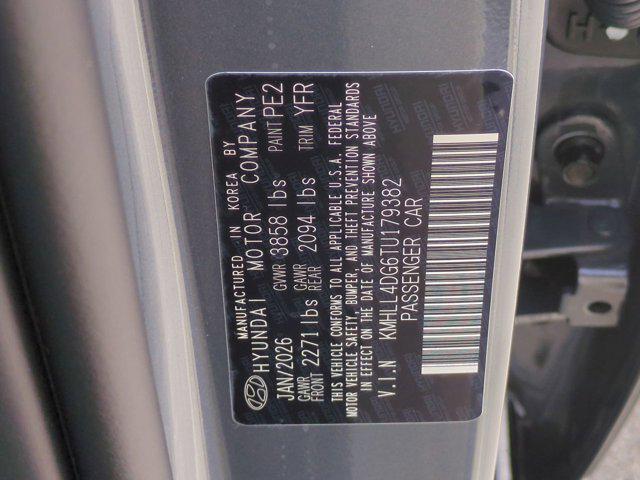 MANUFACTURED IN KOREA BY
HYUNDAI MOTOR COMPANY
JAN/2026 GVWR 3858 lbs PAINT PE2
GAWR FRONT 2271 lbs GAWR REAR 2094 lbs TRIM YFR
THIS VEHICLE CONFORMS TO ALL APPLICABLE U.S.A. FEDERAL
MOTOR VEHICLE SAFETY, BUMPER, AND THEFT PREVENTION STANDARDS
IN EFFECT ON THE DATE OF MANUFACTURE SHOWN ABOVE
V.I.N KMHLL4DG6TU179382
PASSENGER CAR